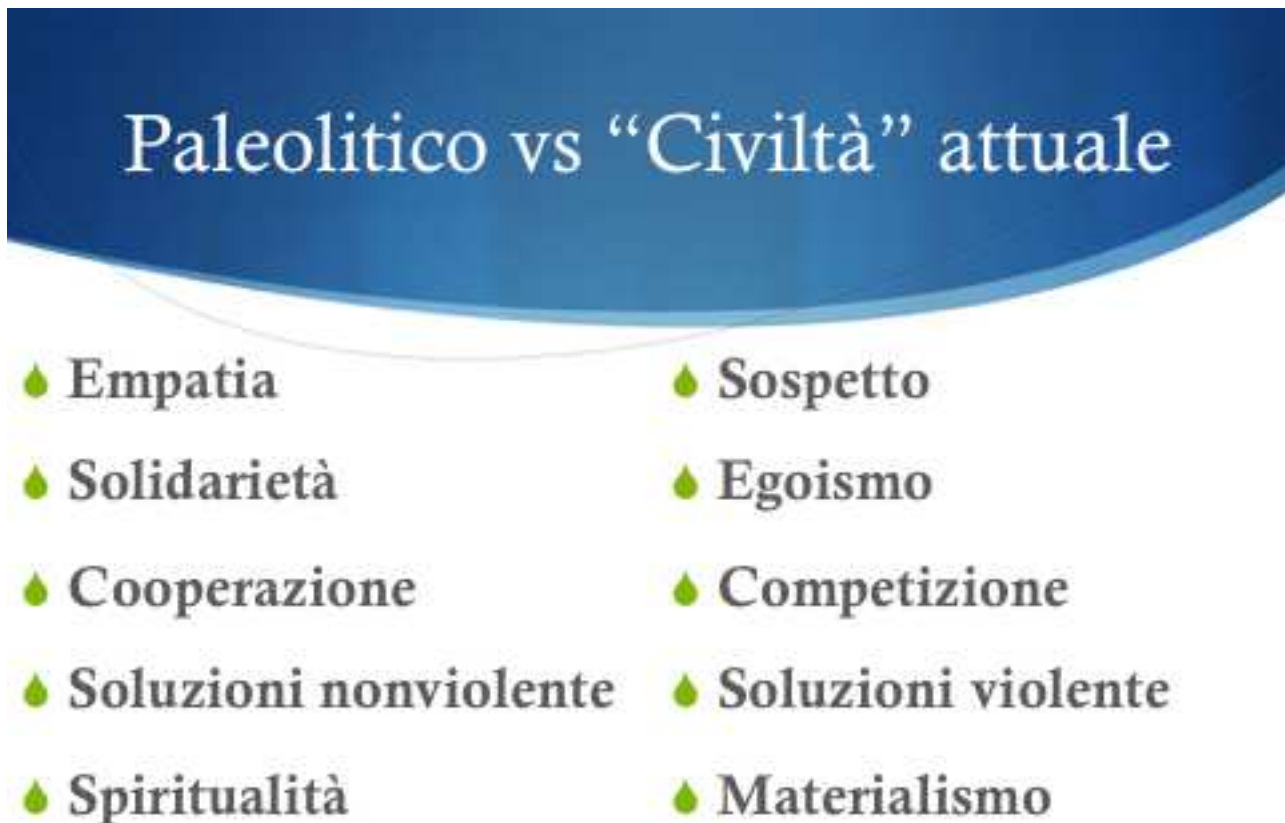 Paleolitico vs “Civiltà” attuale
Empatia
Solidarietà
Cooperazione
Soluzioni nonviolente
Spiritualità
Sospetto
Egoismo
Competizione
Soluzioni violente
Materialismo